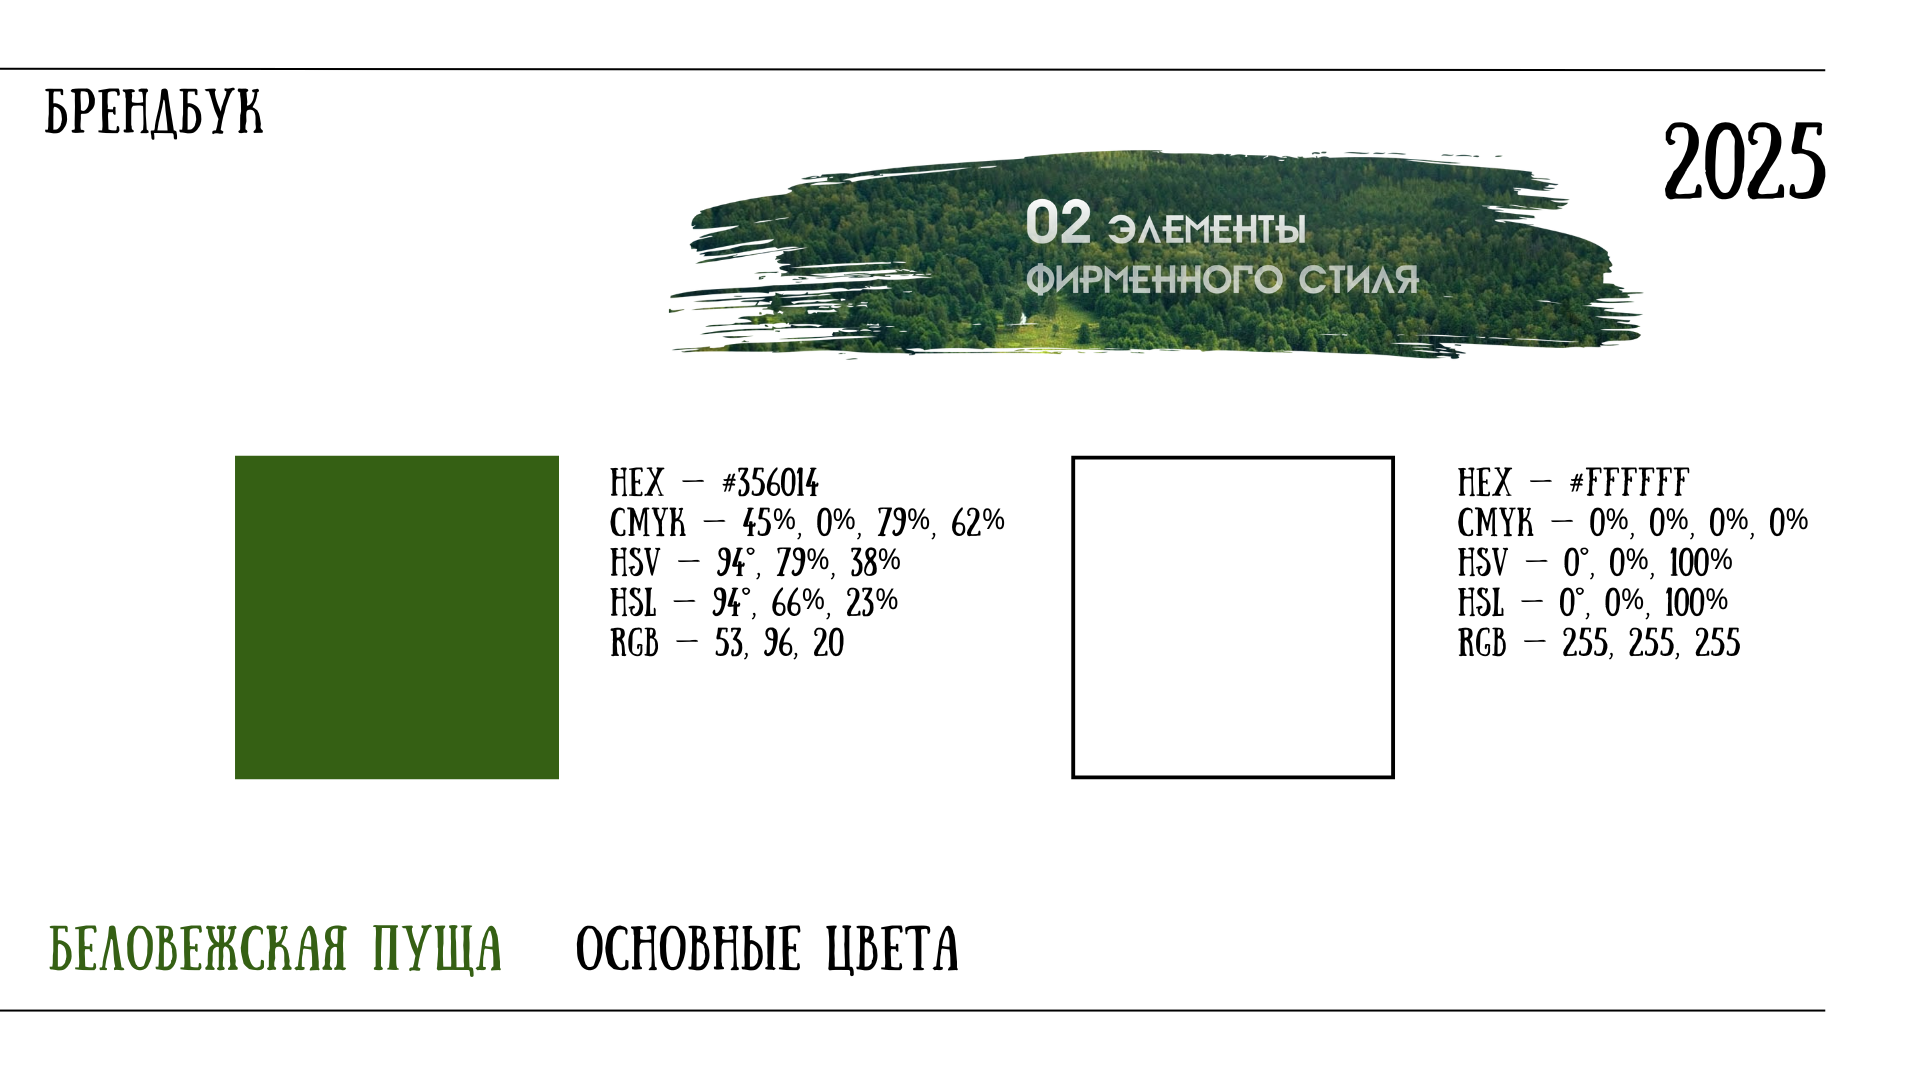 БРЕНДБУК
2025
02 ЭЛЕМЕНТЫ
ФИРМЕННОГО СТИЛЯ
HEX — #356014
CMYK — 45%, 0%, 79%, 62%
HSV — 94°, 79%, 38%
HSL — 94°, 66%, 23%
RGB — 53, 96, 20
HEX — #FFFFFF
CMYK — 0%, 0%, 0%, 0%
HSV — 0°, 0%, 100%
HSL — 0°, 0%, 100%
RGB — 255, 255, 255
БЕЛОВЕЖСКАЯ ПУЩА ОСНОВНЫЕ ЦВЕТА